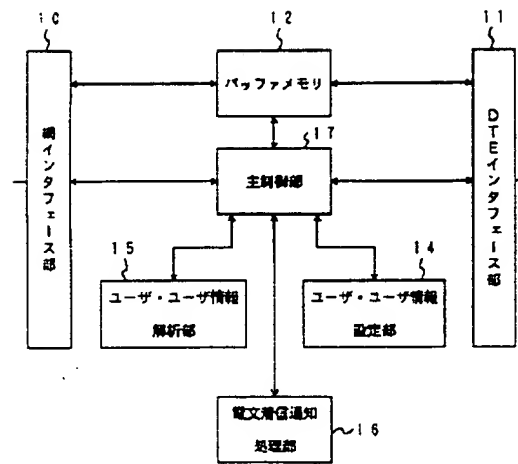 10
12
11
バッファメモリ
17
網インタフェース部
主制御部
DTEインタフェース部
15
14
ユーザ・ユーザ情報
解析部
ユーザ・ユーザ情報
設定部
電文着信通知
処理部
16